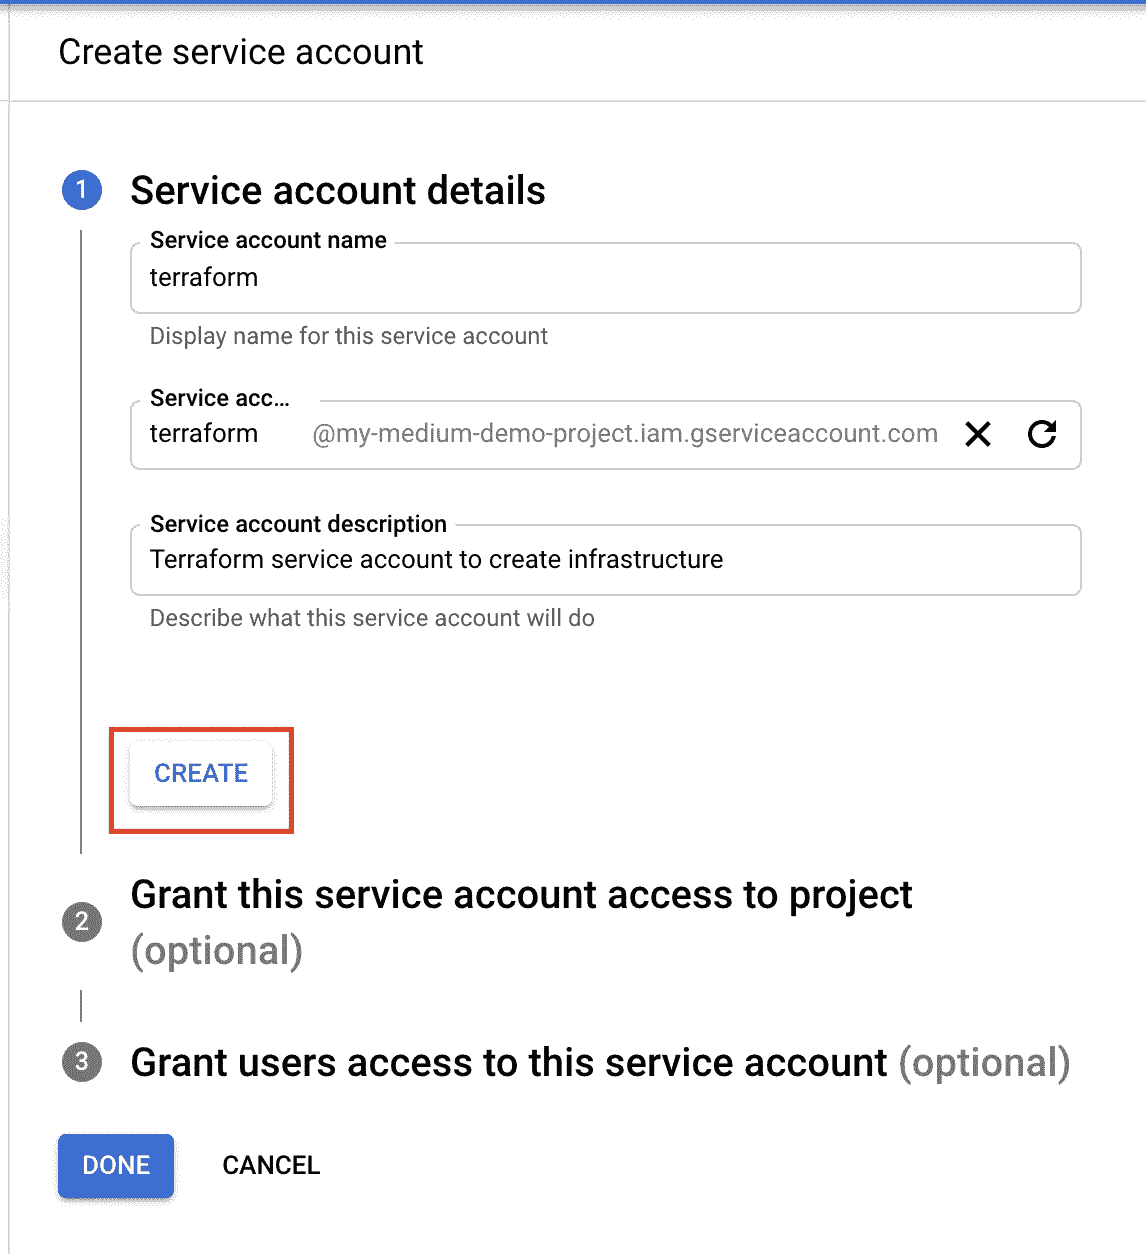 Create service account
1 Service account details
Service account name
terraform
Display name for this service account
Service acc...
terraform @my-medium-demo-project.iam.gserviceaccount.com
Service account description
Terraform service account to create infrastructure
Describe what this service account will do
CREATE
2 Grant this service account access to project
(optional)
3 Grant users access to this service account (optional)
DONE CANCEL